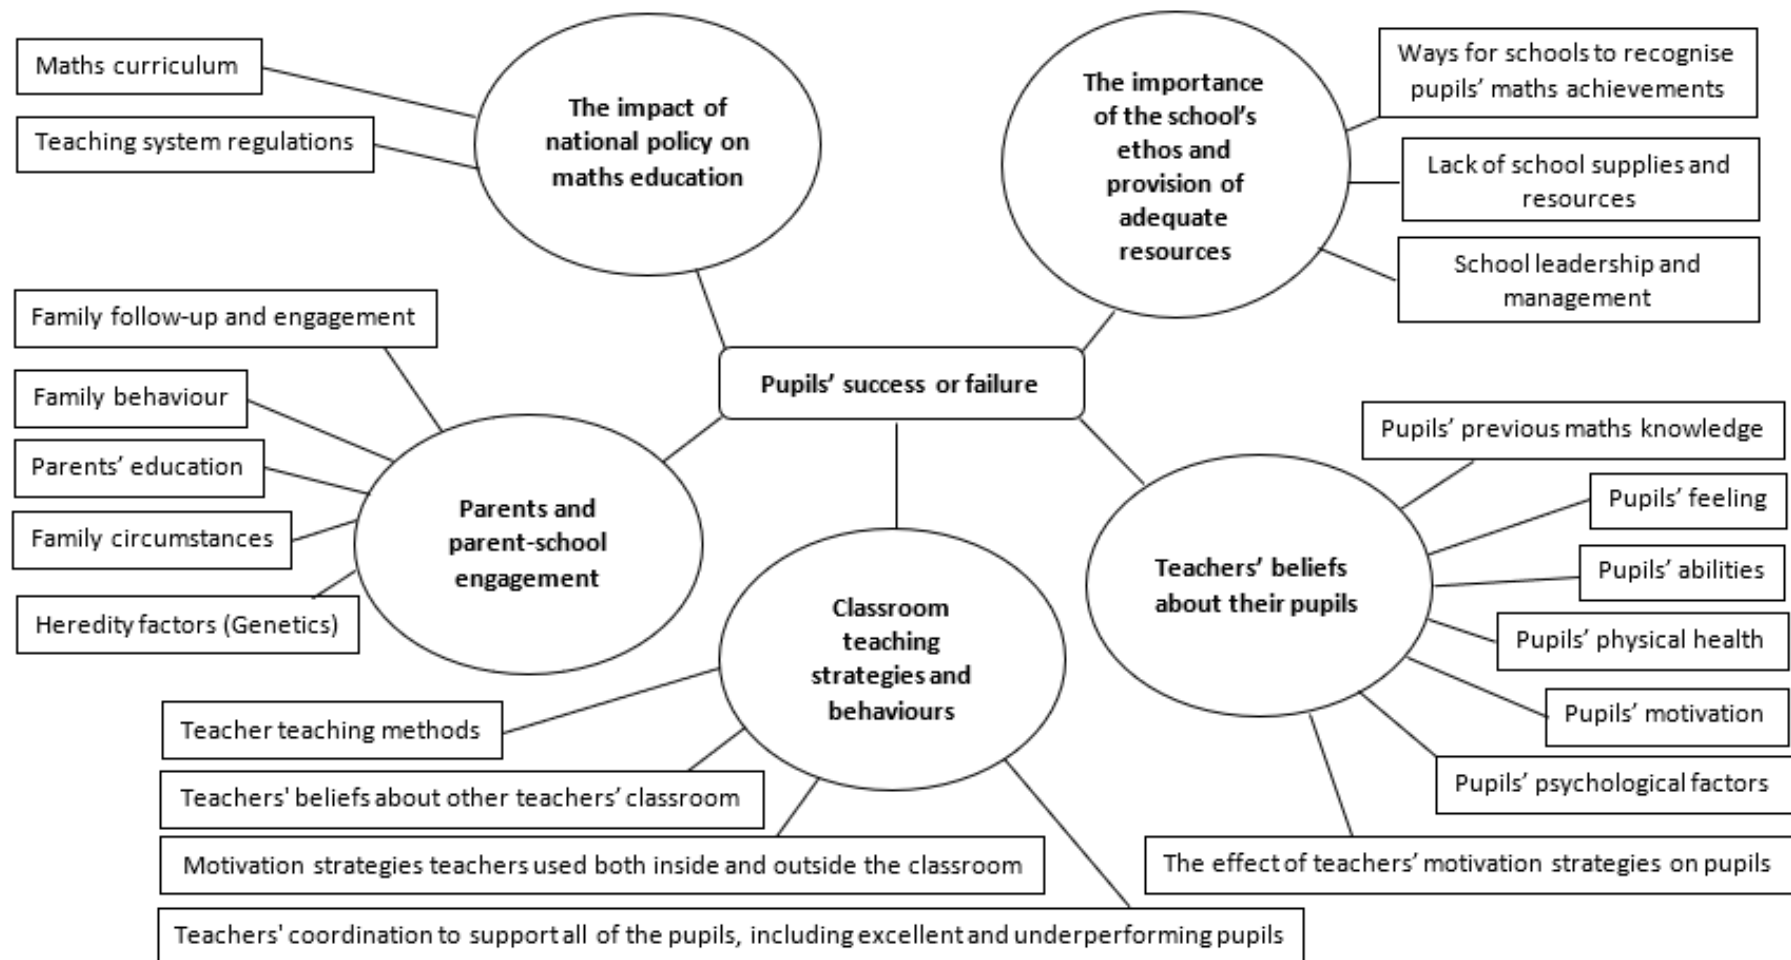 Maths curriculum
Teaching system regulations
The impact of
national policy on
maths education
The importance
of the school's
ethos and
provision of
adequate
resources
Ways for schools to recognise
pupils' maths achievements
Lack of school supplies and
resources
School leadership and
management
Pupils' success or failure
Family follow-up and engagement
Family behaviour
Parents' education
Family circumstances
Heredity factors (Genetics)
Parents and
parent-school
engagement
Classroom
teaching
strategies and
behaviours
Teacher teaching methods
Teachers' beliefs about other teachers' classroom
Motivation strategies teachers used both inside and outside the classroom
Teachers' coordination to support all of the pupils, including excellent and underperforming pupils
Teachers' beliefs
about their pupils
Pupils' previous maths knowledge
Pupils' feeling
Pupils' abilities
Pupils' physical health
Pupils' motivation
Pupils' psychological factors
The effect of teachers' motivation strategies on pupils